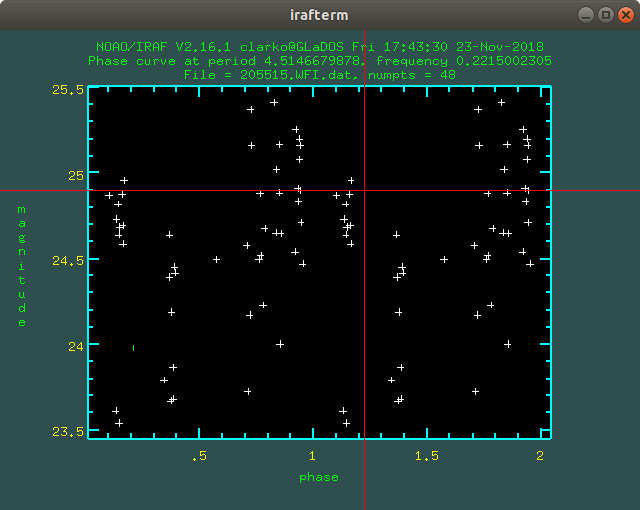 irafterm
NOAO/IRAF V2.16.1 clarko@GLaDOS Fri 17:43:30 23-Nov-2018
Phase curve at period 4.5146679878, frequency 0.2215002305
File = 205515.WFI.dat, numpts = 48
25.5
25
24.5
24
23.5
magnitude
.5 1 1.5 2
phase